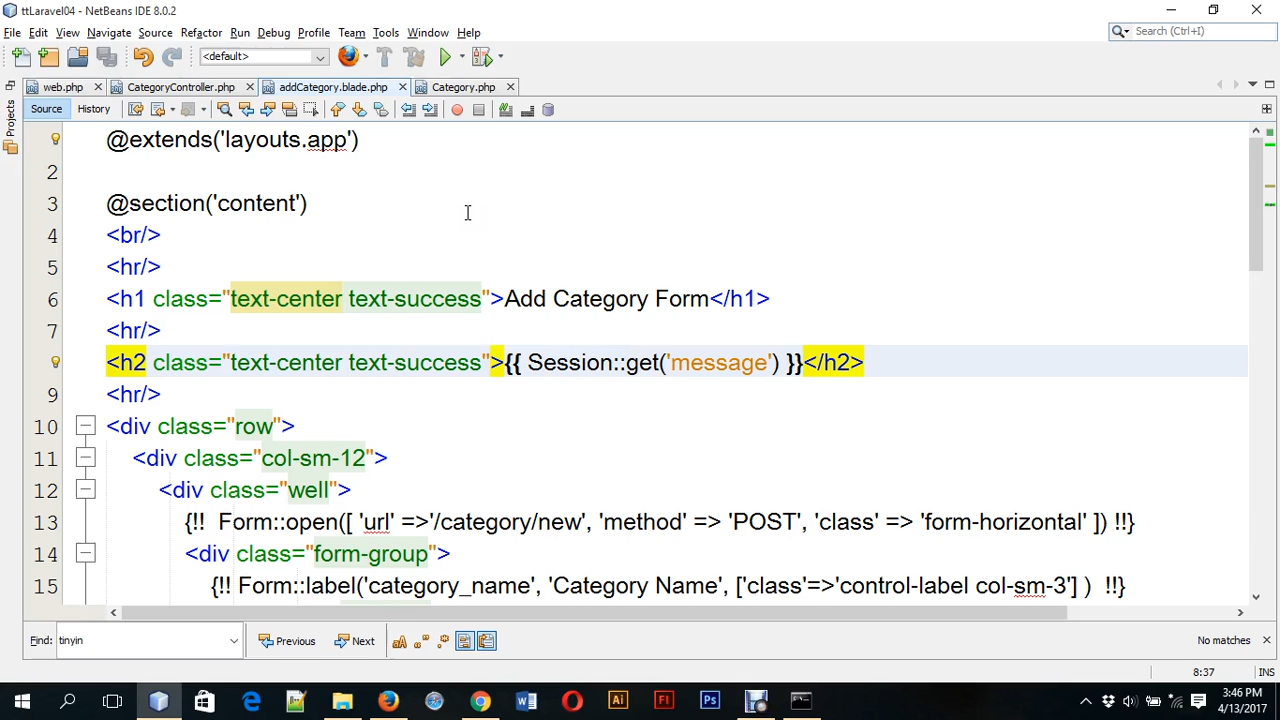 ttLaravel04 - NetBeans IDE 8.0.2
File Edit View Navigate Source Refactor Run Debug Profile Team Tools Window Help
Search (Ctrl+I)
<default>
web.php CategoryController.php addCategory.blade.php Category.php
Source History
Projects
@extends('layouts.app')
2
3 @section('content')
4 <br/>
5 <hr/>
6 <h1 class="text-center text-success">Add Category Form</h1>
7 <hr/>
<h2 class="text-center text-success">{{ Session::get('message') }}</h2>
9 <hr/>
10 <div class="row">
11 <div class="col-sm-12">
12 <div class="well">
13 {!!  Form::open([ 'url' =>'/category/new', 'method' => 'POST', 'class' => 'form-horizontal' ]) !!}
14 <div class="form-group">
15 {!! Form::label('category_name', 'Category Name', ['class'=>'control-label col-sm-3'] )  !!}
Find: tinyin Previous Next No matches
8:37 INS
3:46 PM
4/13/2017